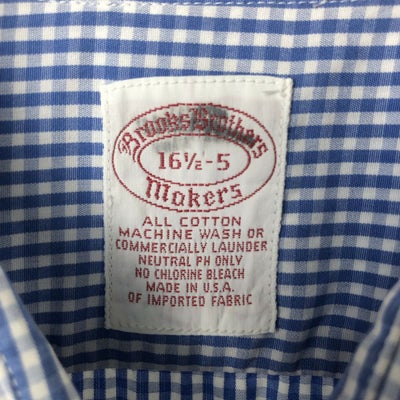 Brooks Brothers
16½-5
Makers
ALL COTTON
MACHINE WASH OR
COMMERCIALLY LAUNDER
NEUTRAL PH ONLY
NO CHLORINE BLEACH
MADE IN U.S.A.
OF IMPORTED FABRIC